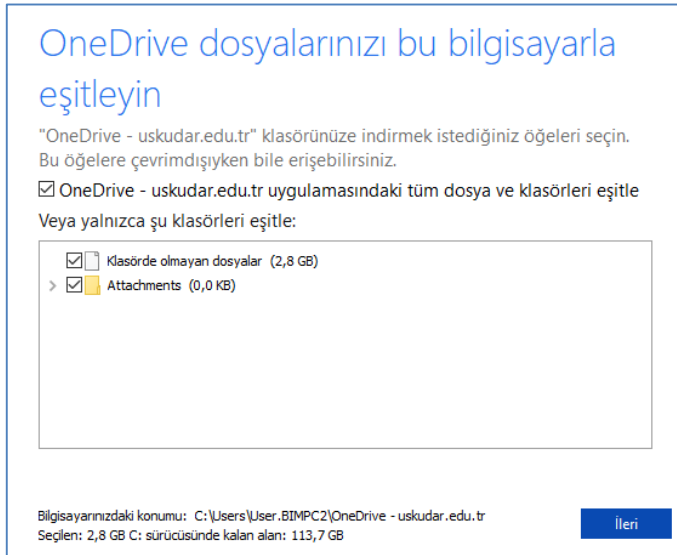 OneDrive dosyalarınızı bu bilgisayarla
eşitleyin
"OneDrive - uskudar.edu.tr" klasörünüze indirmek istediğiniz öğeleri seçin.
Bu öğelere çevrimdışıyken bile erişebilirsiniz.
OneDrive - uskudar.edu.tr uygulamasındaki tüm dosya ve klasörleri eşitle
Veya yalnızca şu klasörleri eşitle:
Klasörde olmayan dosyalar (2,8 GB)
Attachments (0,0 KB)
Bilgisayarınızdaki konumu: C:\Users\User.BIMPC2\OneDrive - uskudar.edu.tr
Seçilen: 2,8 GB C: sürücüsünde kalan alan: 113,7 GB
İleri